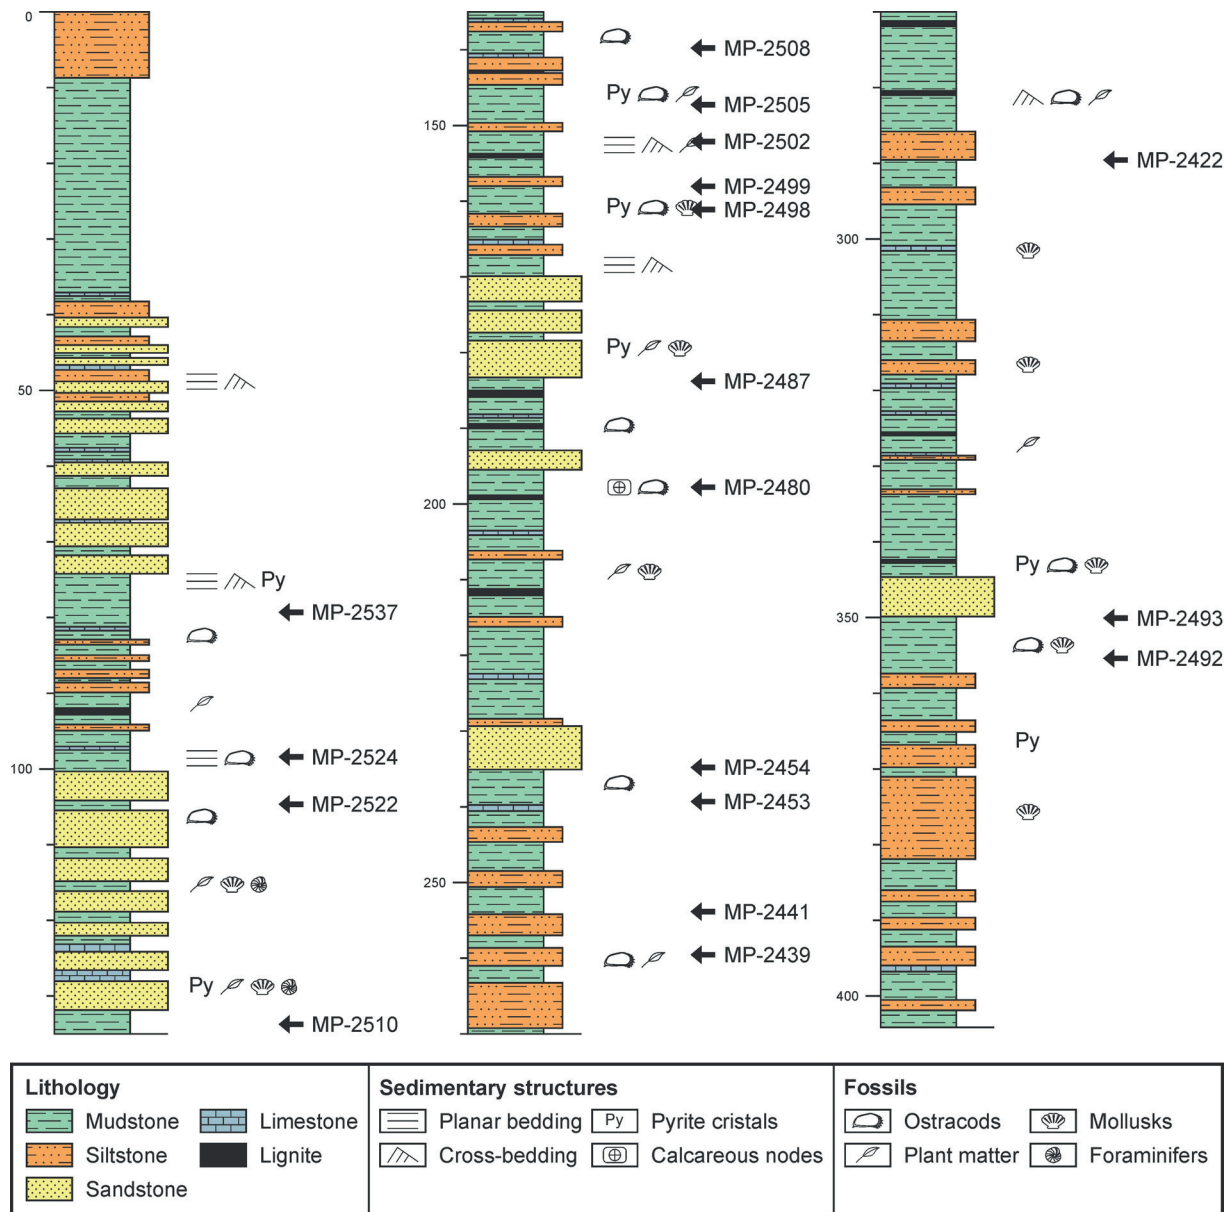 0
50
Py
MP-2537
MP-2524
100
MP-2522
Py
MP-2510
MP-2508
Py
MP-2505
150
MP-2502
MP-2499
Py
MP-2498
Py
MP-2487
MP-2480
200
MP-2454
MP-2453
250
MP-2441
MP-2439
MP-2422
300
Py
MP-2493
350
MP-2492
Py
400
Lithology
Mudstone
Limestone
Siltstone
Lignite
Sandstone
Sedimentary structures
Planar bedding
Py
Pyrite cristals
Cross-bedding
Calcareous nodes
Fossils
Ostracods
Mollusks
Plant matter
Foraminifers